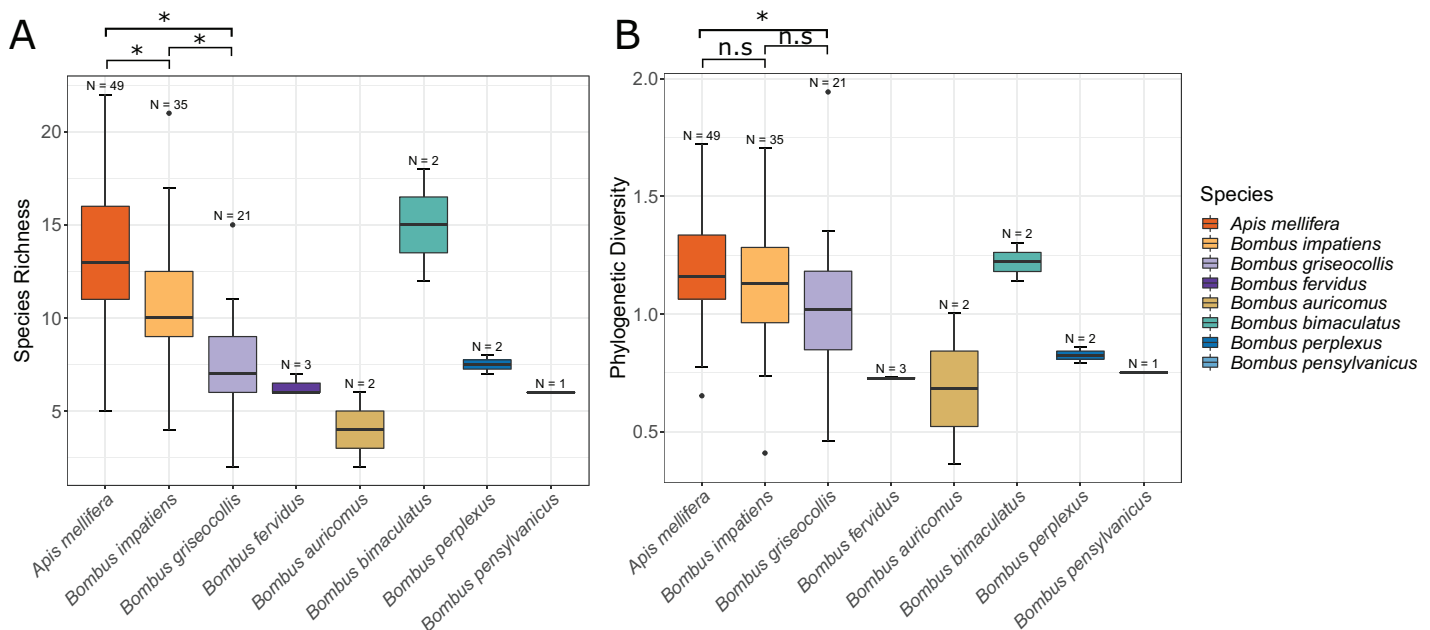 A
*
*
*
N = 49
N = 35
N = 21
N = 3
N = 2
N = 2
N = 2
N = 1
Species Richness
20
15
10
5
Apis mellifera
Bombus impatiens
Bombus griseocollis
Bombus fervidus
Bombus auricomus
Bombus bimaculatus
Bombus perplexus
Bombus pensylvanicus
B
*
n.s
n.s
N = 49
N = 35
N = 21
N = 3
N = 2
N = 2
N = 2
N = 1
Phylogenetic Diversity
2.0
1.5
1.0
0.5
Apis mellifera
Bombus impatiens
Bombus griseocollis
Bombus fervidus
Bombus auricomus
Bombus bimaculatus
Bombus perplexus
Bombus pensylvanicus
Species
Apis mellifera
Bombus impatiens
Bombus griseocollis
Bombus fervidus
Bombus auricomus
Bombus bimaculatus
Bombus perplexus
Bombus pensylvanicus